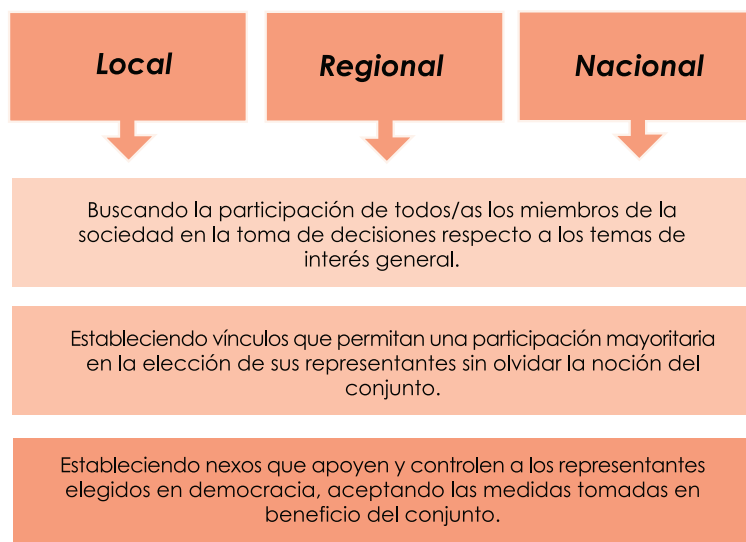 Local
Regional
Nacional
Buscando la participación de todos/as los miembros de la
sociedad en la toma de decisiones respecto a los temas de
interés general.
Estableciendo vínculos que permitan una participación mayoritaria
en la elección de sus representantes sin olvidar la noción del
conjunto.
Estableciendo nexos que apoyen y controlen a los representantes
elegidos en democracia, aceptando las medidas tomadas en
beneficio del conjunto.